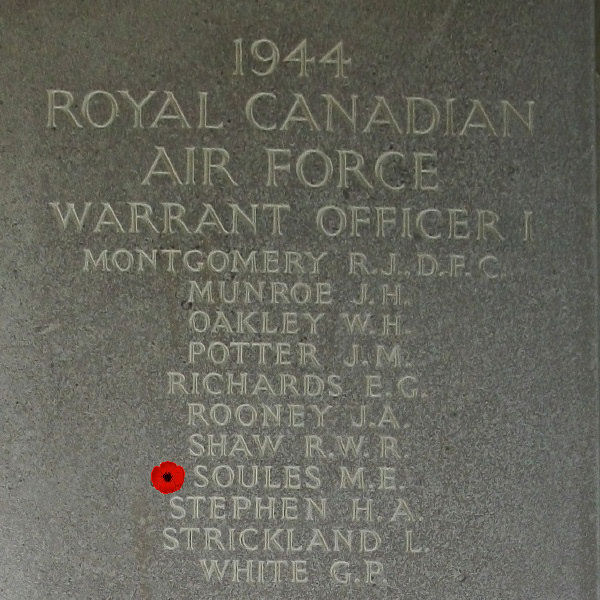 1944
ROYAL CANADIAN
AIR FORCE
WARRANT OFFICER I
MONTGOMERY R.J., D.F.C.
MUNROE J.H.
OAKLEY W.H.
POTTER J.M.
RICHARDS E.G.
ROONEY J.A.
SHAW R.W.R.
SOULES M.E.
STEPHEN H.A.
STRICKLAND L.
WHITE G.P.